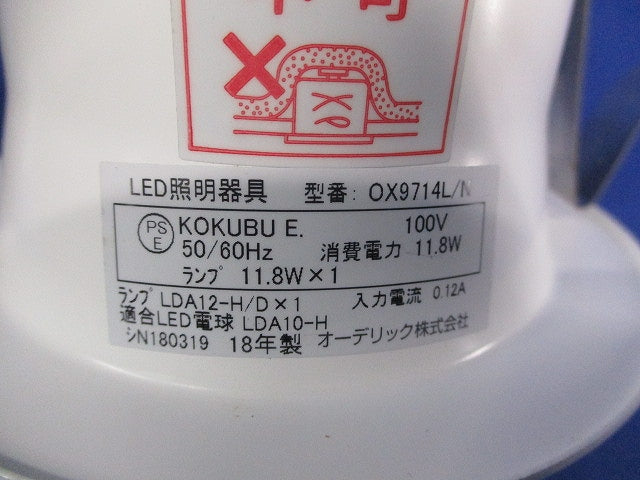 LED照明器具 型番: OX9714L/N
PS
E
KOKUBU E. 100V
50/60Hz 消費電力 11.8W
ランプ 11.8W×1
ランプ LDA12-H/D×1 入力電流 0.12A
適合LED電球 LDA10-H
シN180319 18年製 オーデリック株式会社